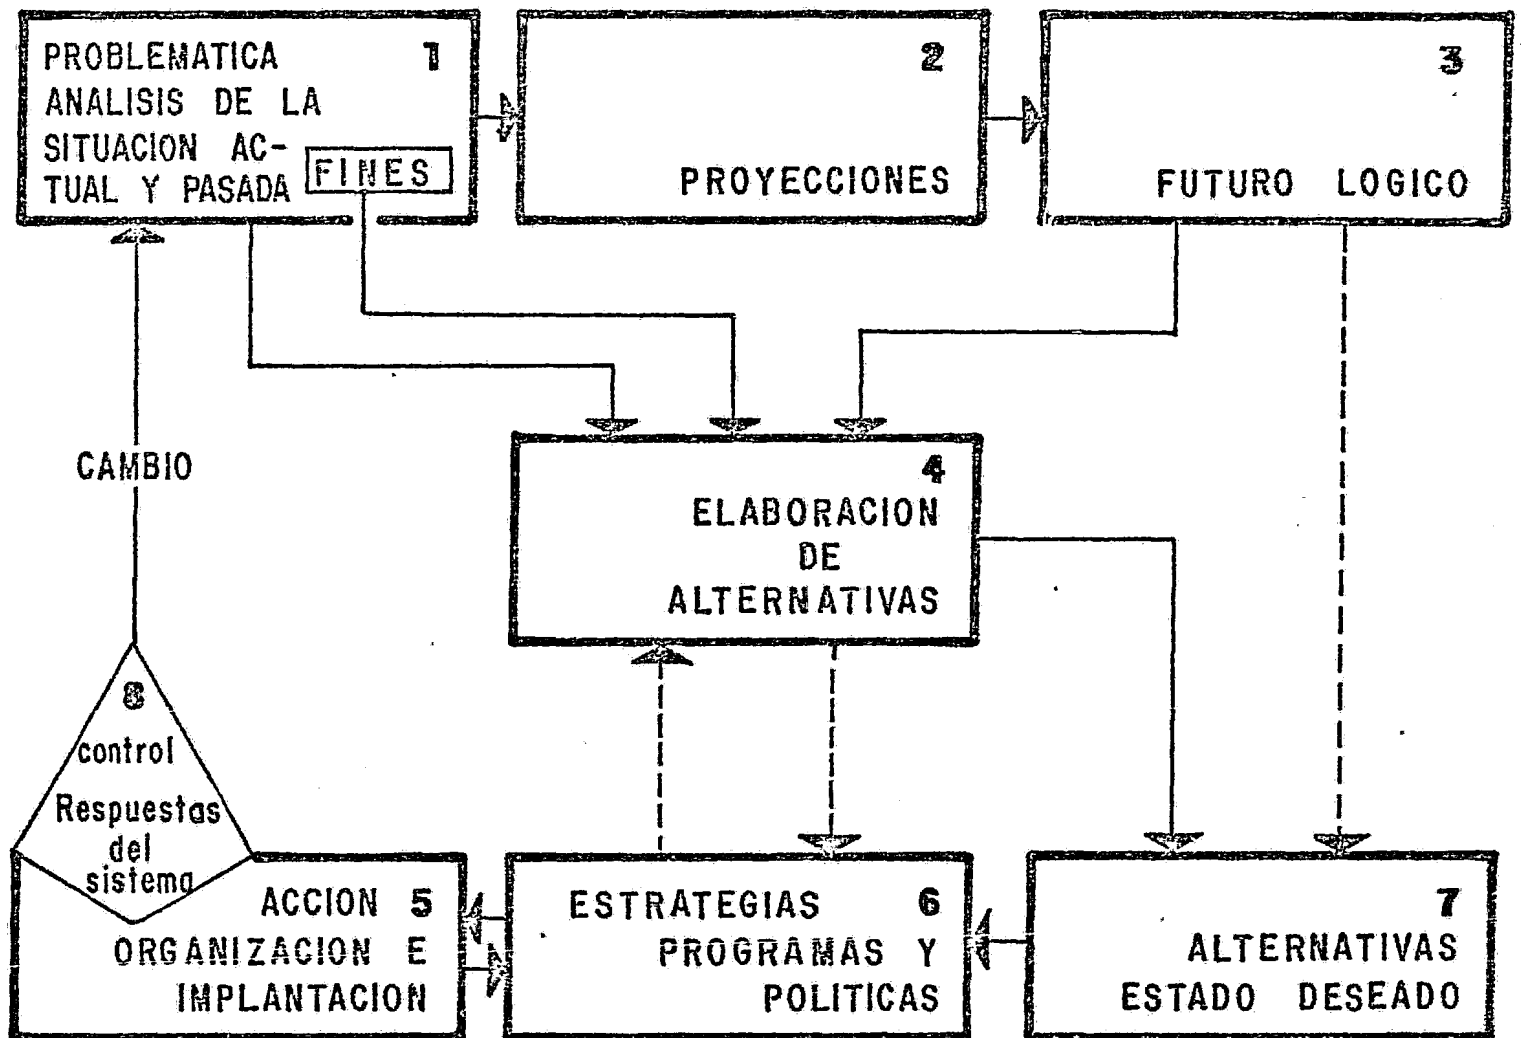 PROBLEMATICA 1
ANALISIS DE LA
SITUACION AC-
TUAL Y PASADA
FINES
2
PROYECCIONES
3
FUTURO LOGICO
CAMBIO
4
ELABORACION
DE
ALTERNATIVAS
8
control
Respuestas
del
sistema
ACCION 5
ORGANIZACION E
IMPLANTACION
ESTRATEGIAS 6
PROGRAMAS Y
POLITICAS
7
ALTERNATIVAS
ESTADO DESEADO